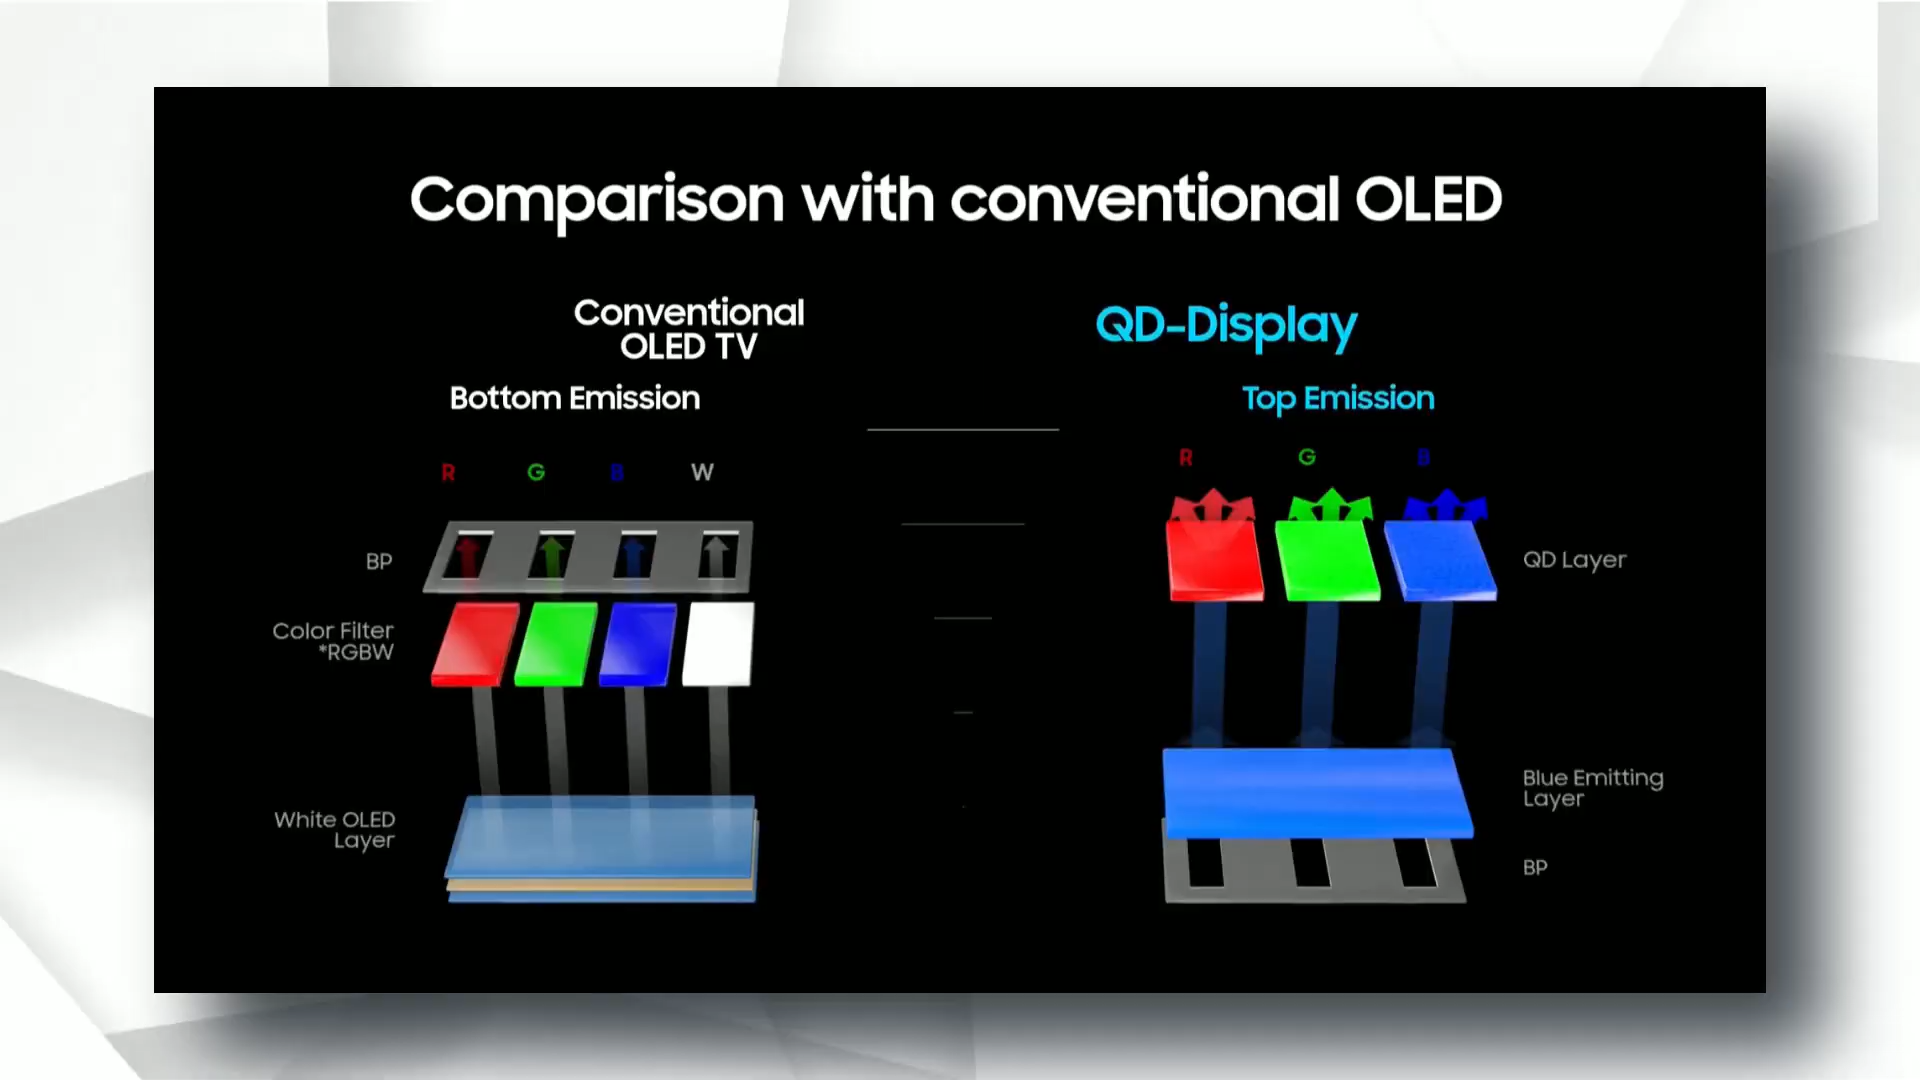 Comparison with conventional OLED
Conventional
OLED TV
Bottom Emission
R G B W
BP
Color Filter
*RGBW
White OLED
Layer
QD-Display
Top Emission
R G B
QD Layer
Blue Emitting
Layer
BP